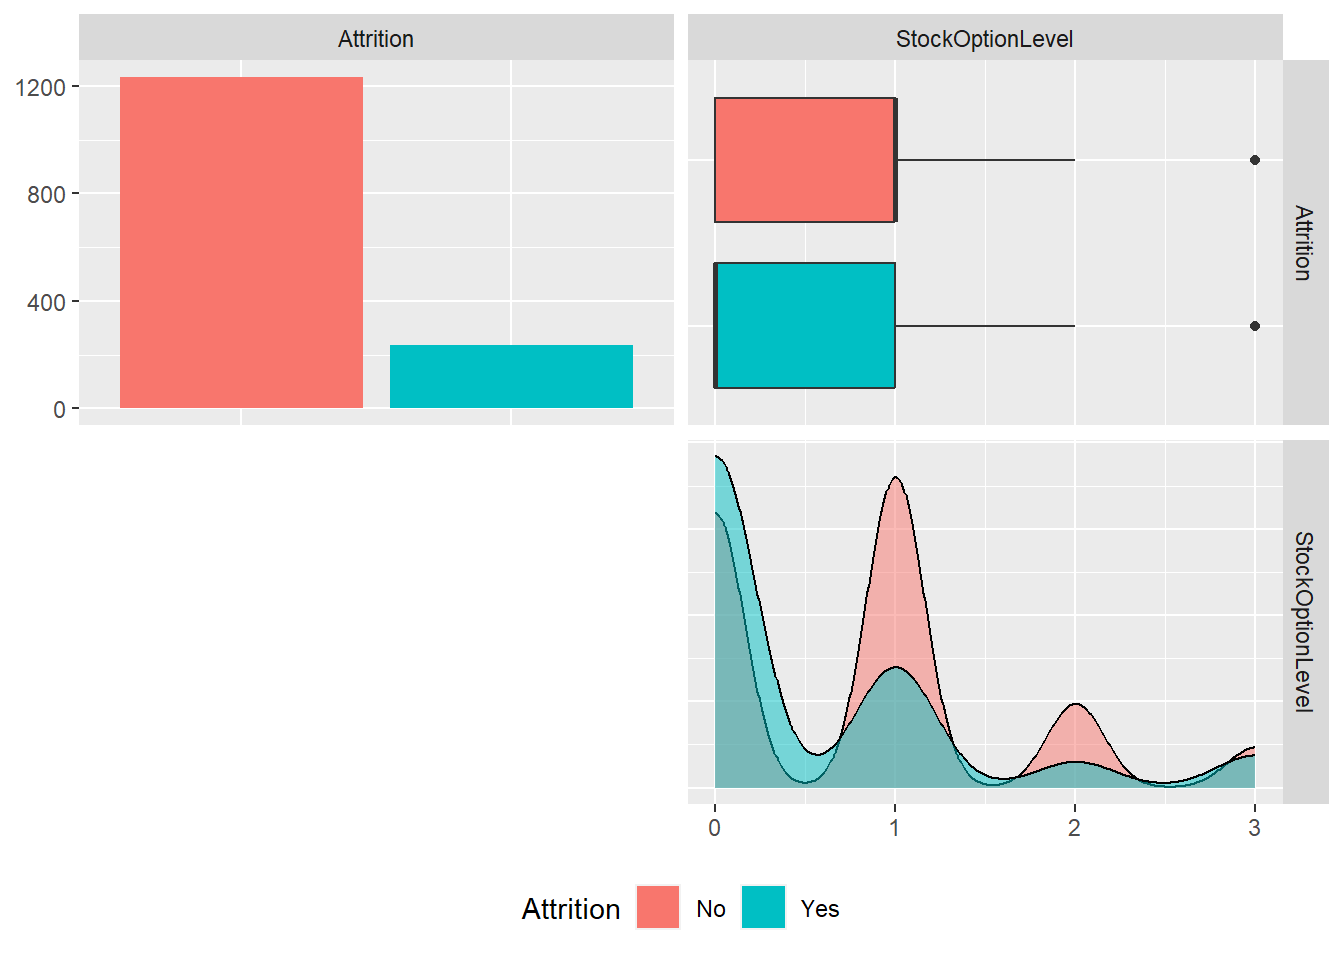 Attrition
StockOptionLevel
1200
800
400
0
Attrition
StockOptionLevel
0 1 2 3
Attrition No Yes